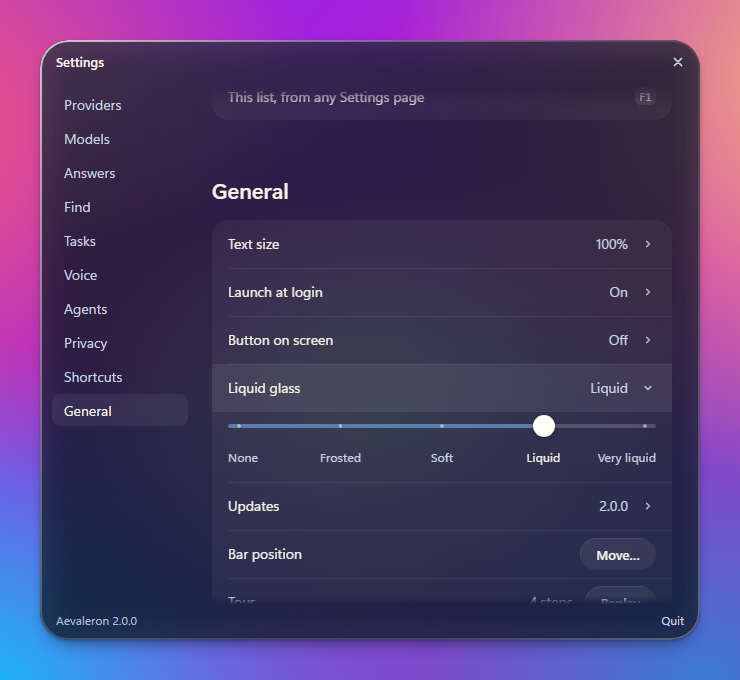 Settings
This list, from any Settings page F1
Providers
Models
Answers
Find
Tasks
Voice
Agents
Privacy
Shortcuts
General
General
Text size 100%
Launch at login On
Button on screen Off
Liquid glass Liquid
None Frosted Soft Liquid Very liquid
Updates 2.0.0
Bar position Move...
Tour 4 steps Replay
Aevaleron 2.0.0 Quit